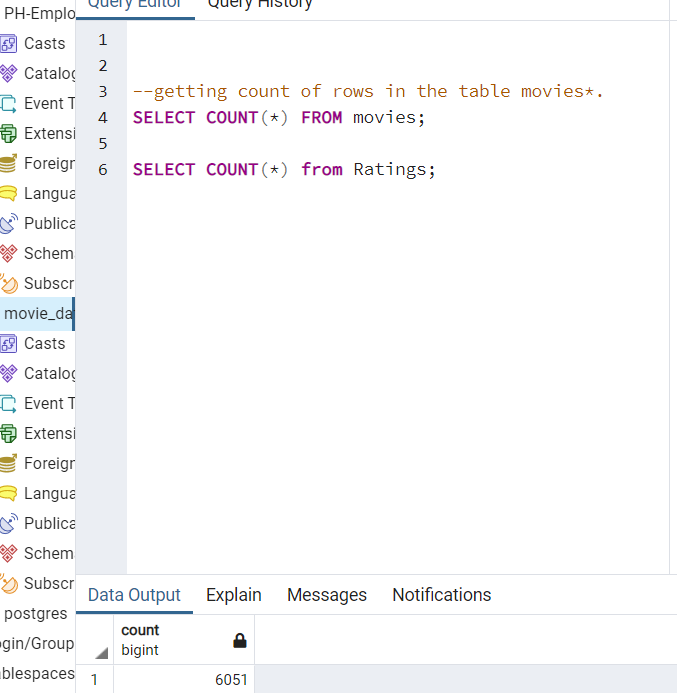 Query Editor Query History
PH-Emplo
Casts
Catalog
Event T
Extensi
Foreign
Langua
Publica
Schem
Subscr
movie_da
Casts
Catalog
Event T
Extensi
Foreign
Langua
Publica
Schem
Subscr
postgres
ogin/Group
ablespaces
1
2
3 --getting count of rows in the table movies*.
4 SELECT COUNT(*) FROM movies;
5
6 SELECT COUNT(*) from Ratings;
Data Output Explain Messages Notifications
count
bigint
1 6051